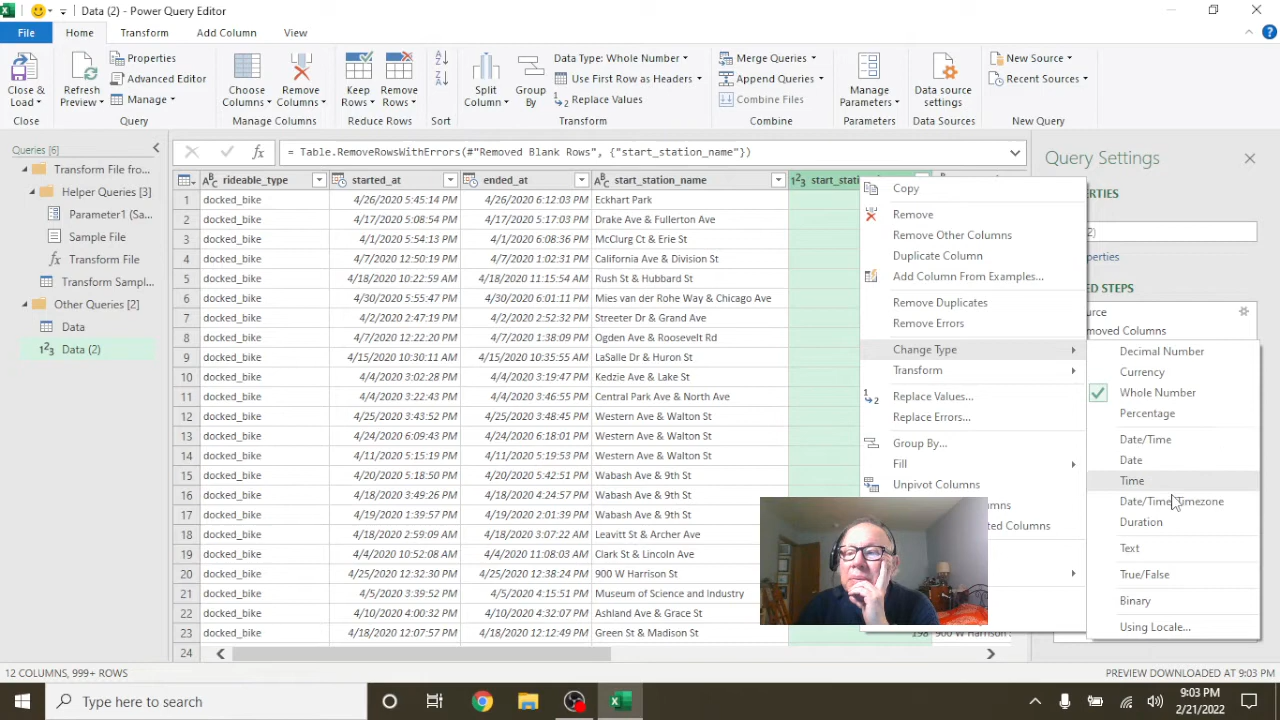 Data (2) - Power Query Editor
File
Home
Transform
Add Column
View
Close & Load
Refresh Preview
Properties
Advanced Editor
Manage
Choose Columns
Remove Columns
Keep Rows
Remove Rows
Split Column
Group By
Data Type: Whole Number
Use First Row as Headers
Replace Values
Merge Queries
Append Queries
Combine Files
Manage Parameters
Data source settings
New Source
Recent Sources
Close
Query
Manage Columns
Reduce Rows
Sort
Transform
Combine
Parameters
Data Sources
New Query
Queries [6]
Transform File fro...
Helper Queries [3]
Parameter1 (Sa...
Sample File
fx Transform File
Transform Sampl...
Other Queries [2]
Data
123 Data (2)
fx = Table.RemoveRowsWithErrors(#"Removed Blank Rows", {"start_station_name"})
rideable_type started_at ended_at start_station_name start_stati
1 docked_bike 4/26/2020 5:45:14 PM 4/26/2020 6:12:03 PM Eckhart Park
2 docked_bike 4/17/2020 5:08:54 PM 4/17/2020 5:17:03 PM Drake Ave & Fullerton Ave
3 docked_bike 4/1/2020 5:54:13 PM 4/1/2020 6:08:36 PM McClurg Ct & Erie St
4 docked_bike 4/7/2020 12:50:19 PM 4/7/2020 1:02:31 PM California Ave & Division St
5 docked_bike 4/18/2020 10:22:59 AM 4/18/2020 11:15:54 AM Rush St & Hubbard St
6 docked_bike 4/30/2020 5:55:47 PM 4/30/2020 6:01:11 PM Mies van der Rohe Way & Chicago Ave
7 docked_bike 4/2/2020 2:47:19 PM 4/2/2020 2:52:32 PM Streeter Dr & Grand Ave
8 docked_bike 4/7/2020 12:22:20 PM 4/7/2020 1:38:09 PM Ogden Ave & Roosevelt Rd
9 docked_bike 4/15/2020 10:30:11 AM 4/15/2020 10:35:55 AM LaSalle Dr & Huron St
10 docked_bike 4/4/2020 3:02:28 PM 4/4/2020 3:19:47 PM Kedzie Ave & Lake St
11 docked_bike 4/4/2020 3:22:43 PM 4/4/2020 3:46:55 PM Central Park Ave & North Ave
12 docked_bike 4/25/2020 3:43:52 PM 4/25/2020 3:48:45 PM Western Ave & Walton St
13 docked_bike 4/24/2020 6:09:43 PM 4/24/2020 6:18:01 PM Western Ave & Walton St
14 docked_bike 4/11/2020 5:15:19 PM 4/11/2020 5:19:53 PM Western Ave & Walton St
15 docked_bike 4/20/2020 5:18:50 PM 4/20/2020 5:42:51 PM Wabash Ave & 9th St
16 docked_bike 4/18/2020 3:49:26 PM 4/18/2020 3:49:51 PM Wabash Ave & 9th St
17 docked_bike 4/19/2020 1:39:57 PM 4/19/2020 2:01:39 PM Wabash Ave & 9th St
18 docked_bike 4/18/2020 2:59:09 AM 4/18/2020 3:07:22 AM Leavitt St & Archer Ave
19 docked_bike 4/4/2020 10:52:08 AM 4/4/2020 11:08:03 AM Clark St & Lincoln Ave
20 docked_bike 4/25/2020 12:32:30 PM 4/25/2020 12:38:24 PM 900 W Harrison St
21 docked_bike 4/5/2020 3:39:52 PM 4/5/2020 4:15:51 PM Museum of Science and Industry
22 docked_bike 4/10/2020 4:00:32 PM 4/10/2020 4:32:07 PM Ashland Ave & Grace St
23 docked_bike 4/18/2020 12:07:57 PM 4/18/2020 12:12:49 PM Green St & Madison St 198 900 W Harrison
24
Copy
Remove
Remove Other Columns
Duplicate Column
Add Column From Examples...
Remove Duplicates
Remove Errors
Change Type
Transform
Replace Values...
Replace Errors...
Group By...
Fill
Unpivot Columns
mns
ted Columns
Decimal Number
Currency
Whole Number
Percentage
Date/Time
Date
Time
Date/Time/Timezone
Duration
Text
True/False
Binary
Using Locale...
Query Settings
PERTIES
2)
operties
ED STEPS
urce
moved Columns
12 COLUMNS, 999+ ROWS
PREVIEW DOWNLOADED AT 9:03 PM
Type here to search
9:03 PM
2/21/2022